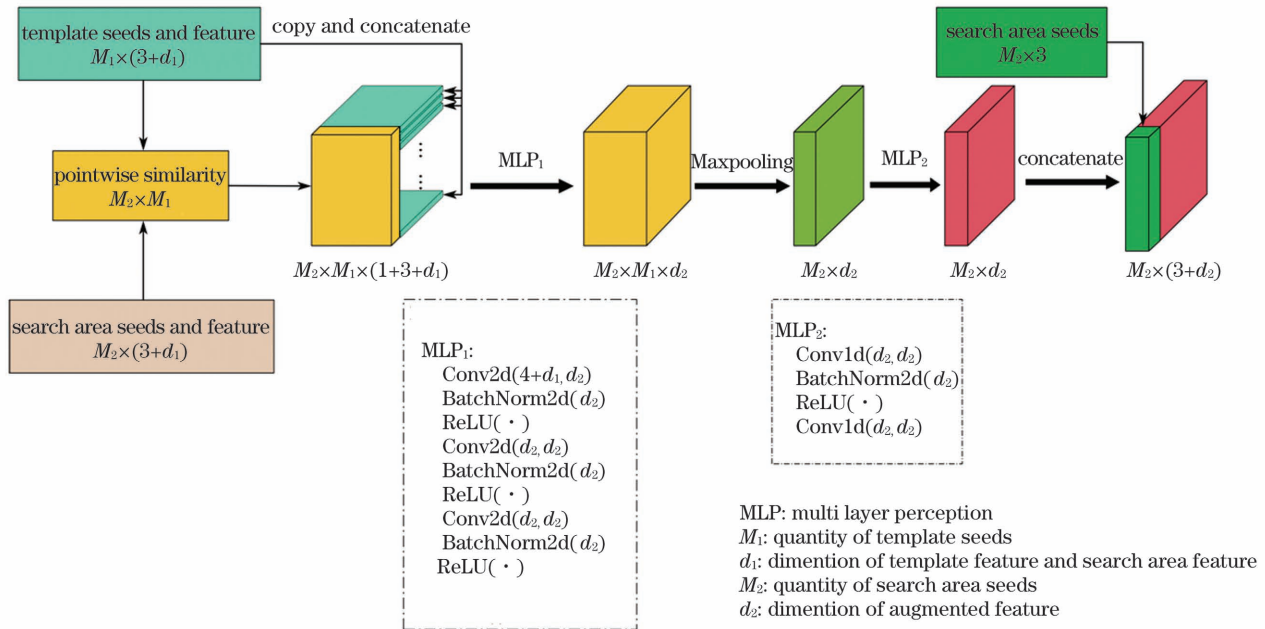 template seeds and feature
M₁×(3+d₁)
copy and concatenate
search area seeds
M₂×3
pointwise similarity
M₂×M₁
MLP₁
Maxpooling
MLP₂
concatenate
M₂×M₁×(1+3+d₁)
M₂×M₁×d₂
M₂×d₂
M₂×d₂
M₂×(3+d₂)
search area seeds and feature
M₂×(3+d₁)
MLP₁:
Conv2d(4+d₁,d₂)
BatchNorm2d(d₂)
ReLU(·)
Conv2d(d₂,d₂)
BatchNorm2d(d₂)
ReLU(·)
Conv2d(d₂,d₂)
BatchNorm2d(d₂)
ReLU(·)
MLP₂:
Conv1d(d₂,d₂)
BatchNorm2d(d₂)
ReLU(·)
Conv1d(d₂,d₂)
MLP: multi layer perception
M₁: quantity of template seeds
d₁: dimention of template feature and search area feature
M₂: quantity of search area seeds
d₂: dimention of augmented feature